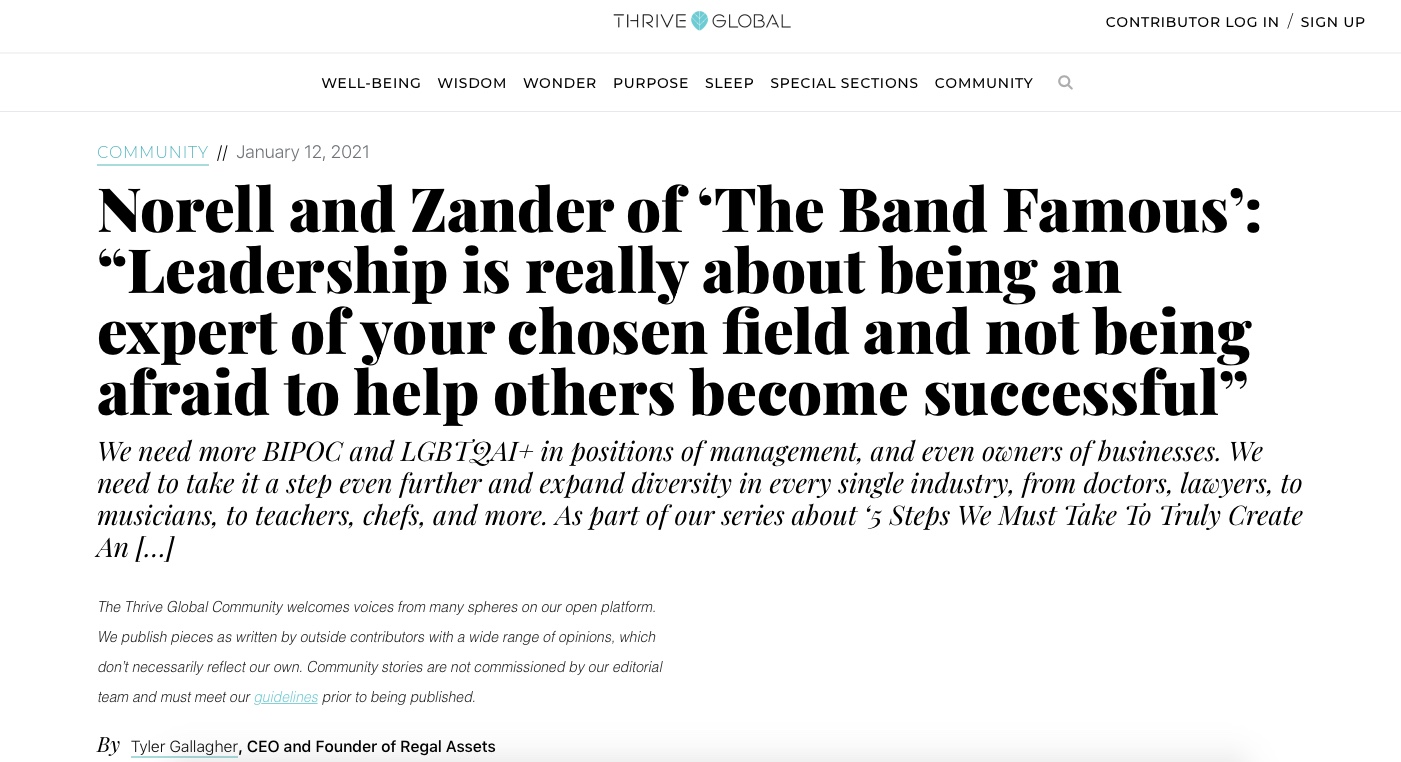 THRIVE GLOBAL
CONTRIBUTOR LOG IN / SIGN UP
WELL-BEING WISDOM WONDER PURPOSE SLEEP SPECIAL SECTIONS COMMUNITY
COMMUNITY // January 12, 2021
Norell and Zander of ‘The Band Famous’:
“Leadership is really about being an
expert of your chosen field and not being
afraid to help others become successful”
We need more BIPOC and LGBTQAI+ in positions of management, and even owners of businesses. We
need to take it a step even further and expand diversity in every single industry, from doctors, lawyers, to
musicians, to teachers, chefs, and more. As part of our series about ‘5 Steps We Must Take To Truly Create
An [...]
The Thrive Global Community welcomes voices from many spheres on our open platform.
We publish pieces as written by outside contributors with a wide range of opinions, which
don’t necessarily reflect our own. Community stories are not commissioned by our editorial
team and must meet our guidelines prior to being published.
By Tyler Gallagher, CEO and Founder of Regal Assets